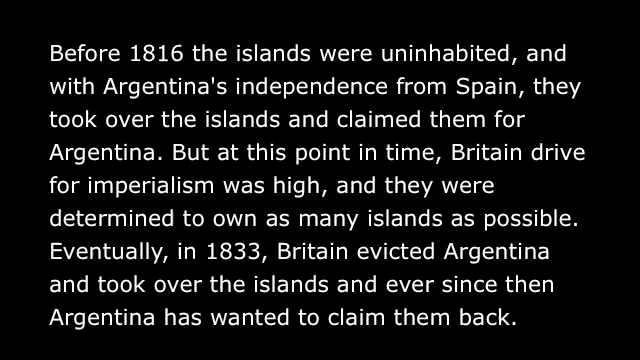 Before 1816 the islands were uninhabited, and
with Argentina's independence from Spain, they
took over the islands and claimed them for
Argentina. But at this point in time, Britain drive
for imperialism was high, and they were
determined to own as many islands as possible.
Eventually, in 1833, Britain evicted Argentina
and took over the islands and ever since then
Argentina has wanted to claim them back.